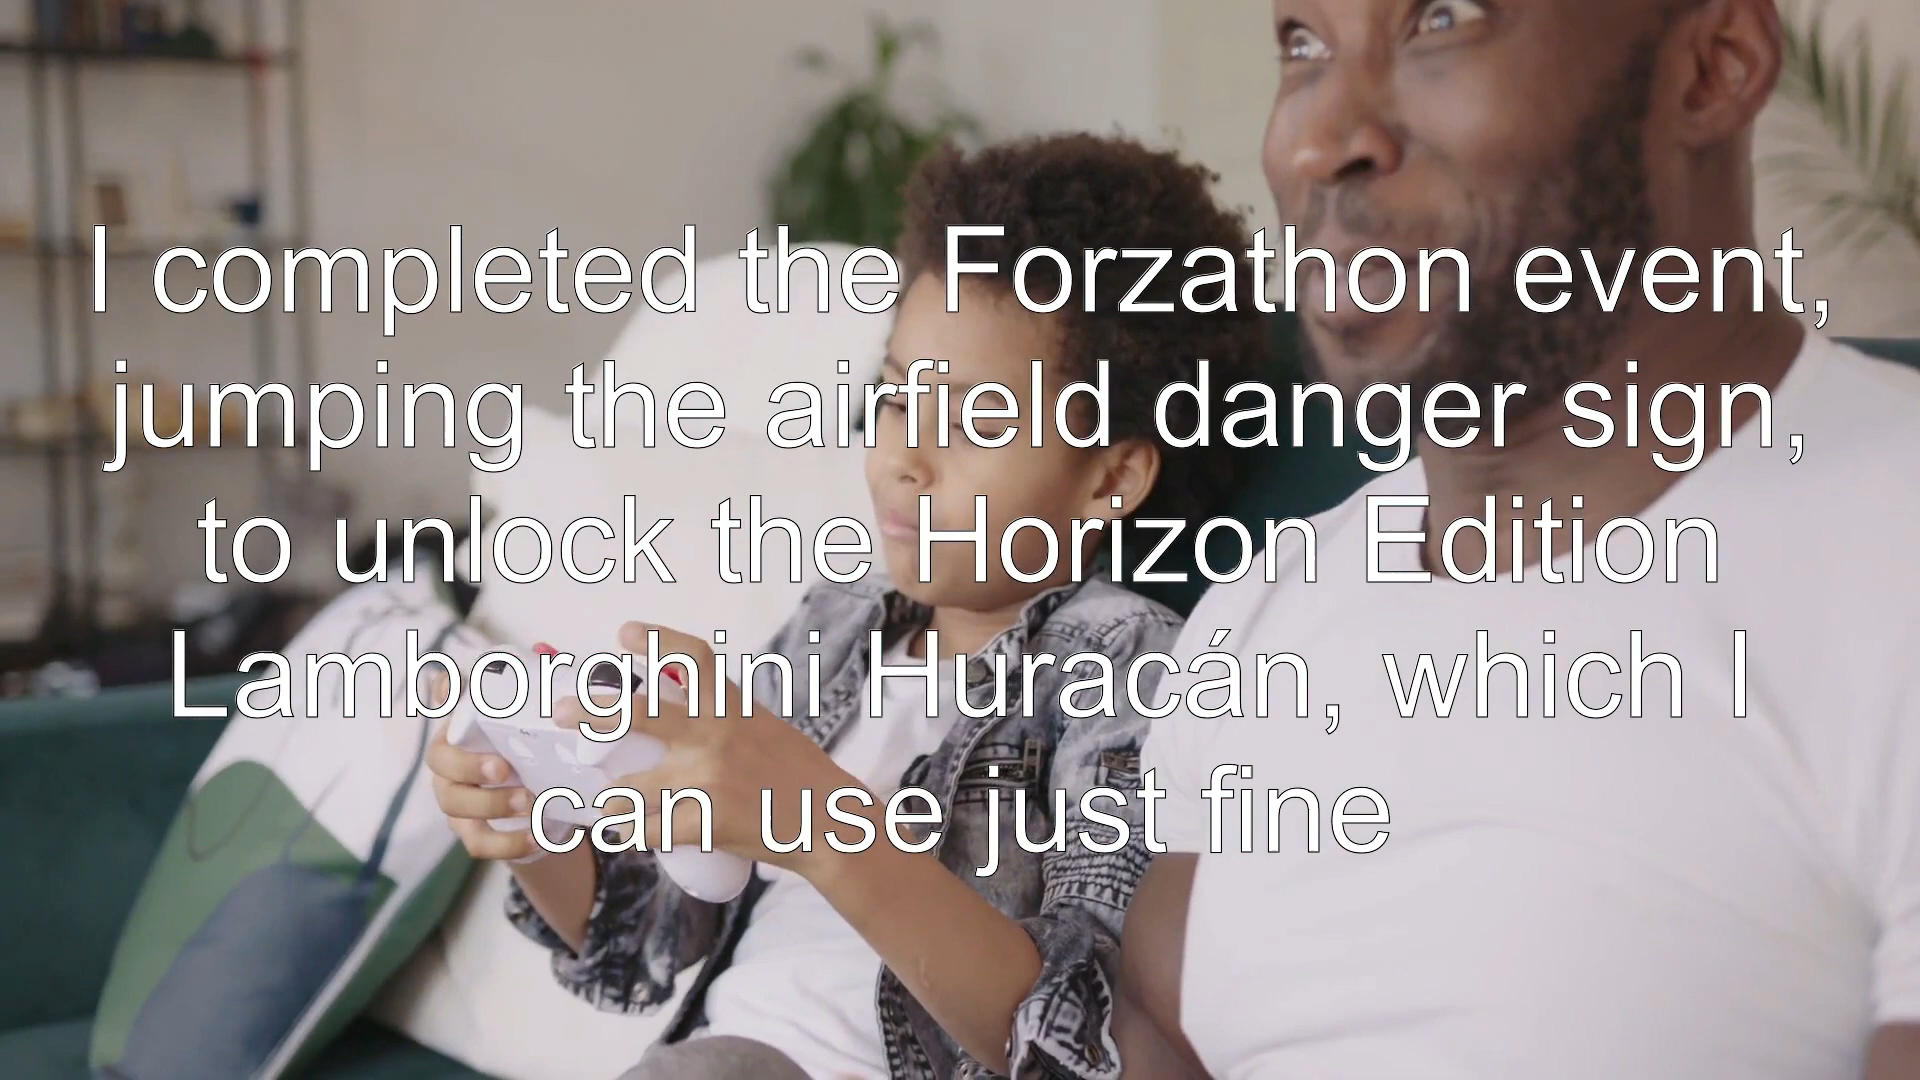 I completed the Forzathon event,
jumping the airfield danger sign,
to unlock the Horizon Edition
Lamborghini Huracán, which I
can use just fine